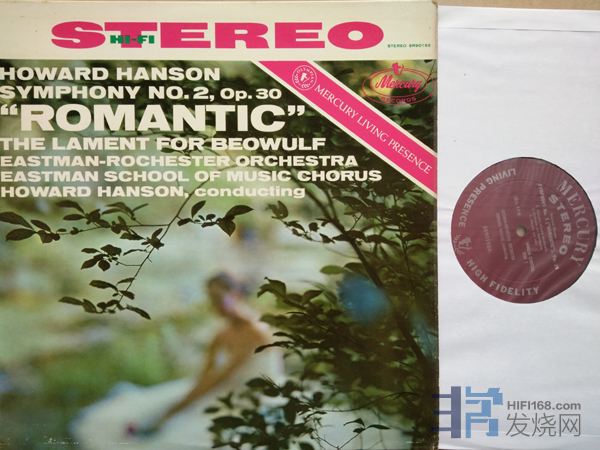 STEREO
HI-FI
STEREO SR90192
HOWARD HANSON
SYMPHONY NO. 2, Op. 30
"ROMANTIC"
THE LAMENT FOR BEOWULF
EASTMAN-ROCHESTER ORCHESTRA
EASTMAN SCHOOL OF MUSIC CHORUS
HOWARD HANSON, conducting
Mercury
RECORDS
MERCURY LIVING PRESENCE
MERCURY
LIVING PRESENCE
STEREO
HIGH FIDELITY
HIFI168.com
发烧网